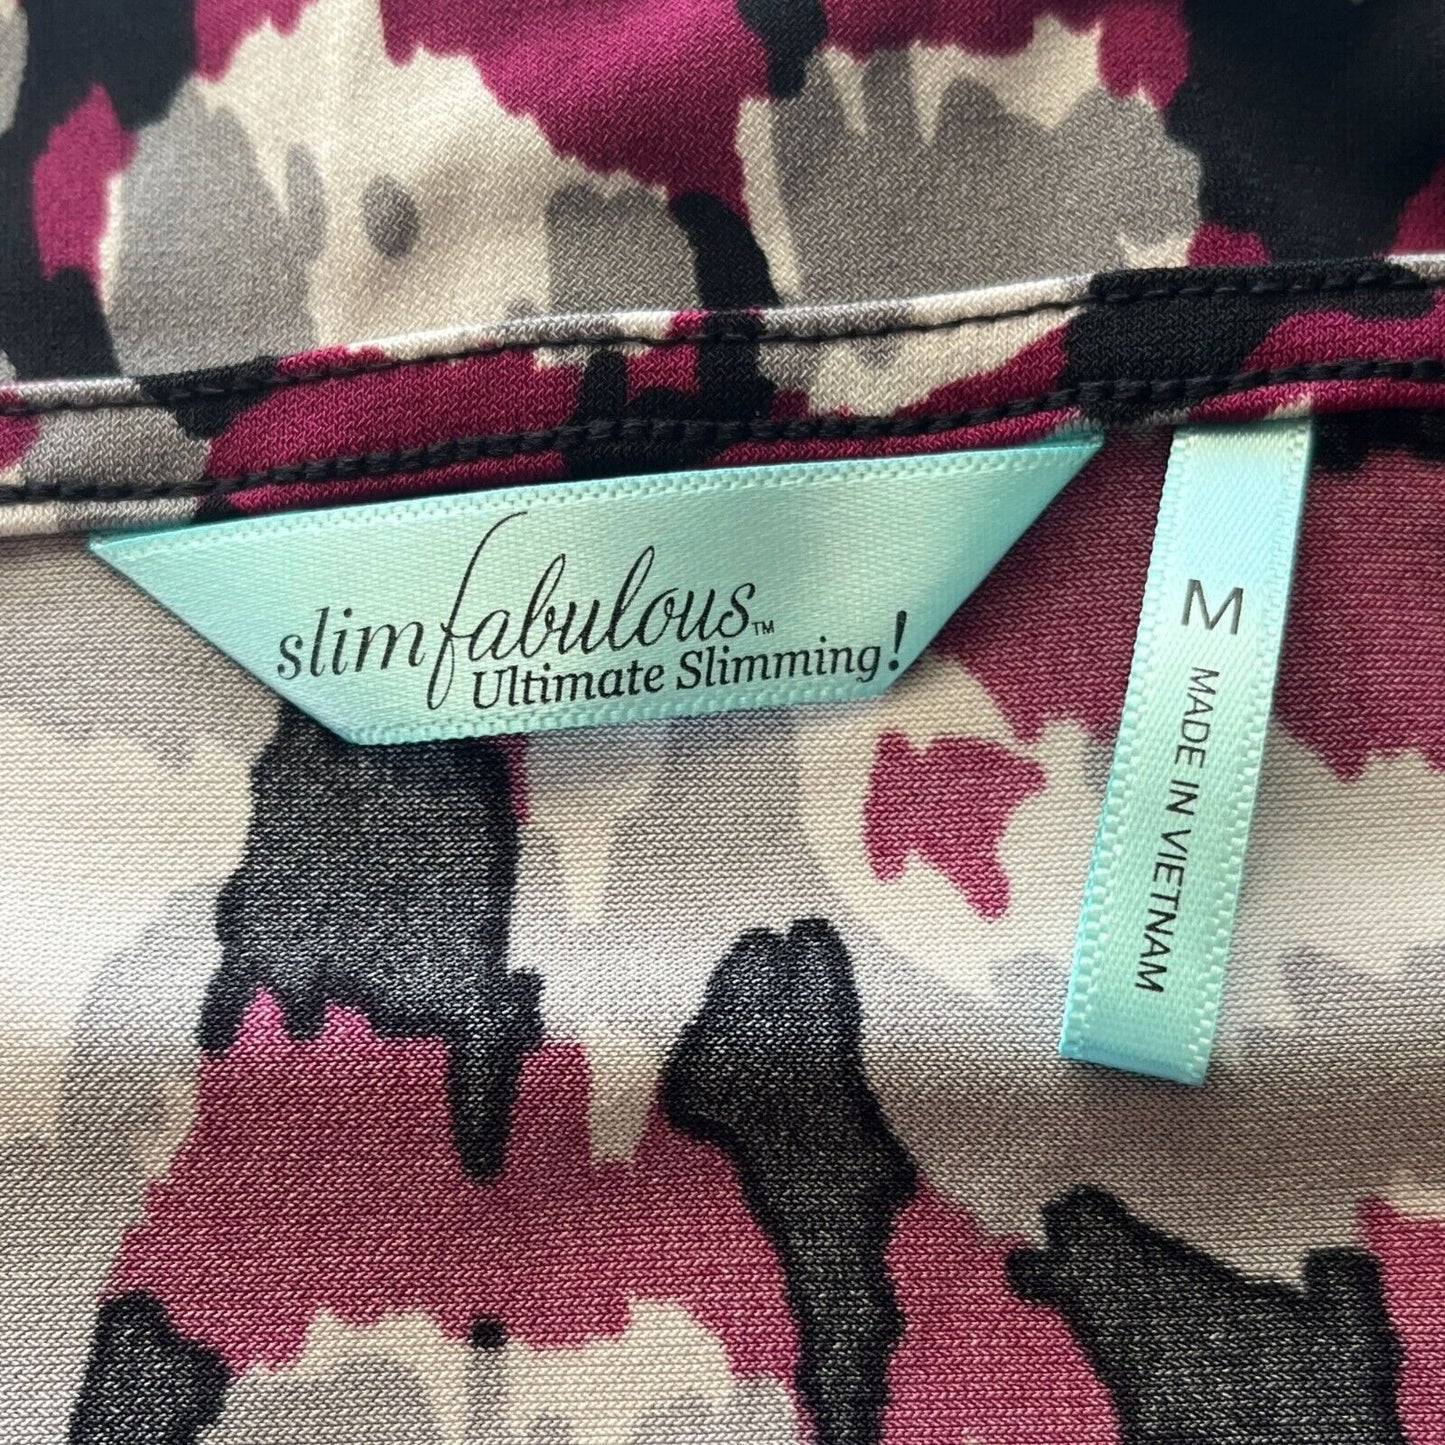 slimfabulous™
Ultimate Slimming!
M
MADE IN VIETNAM